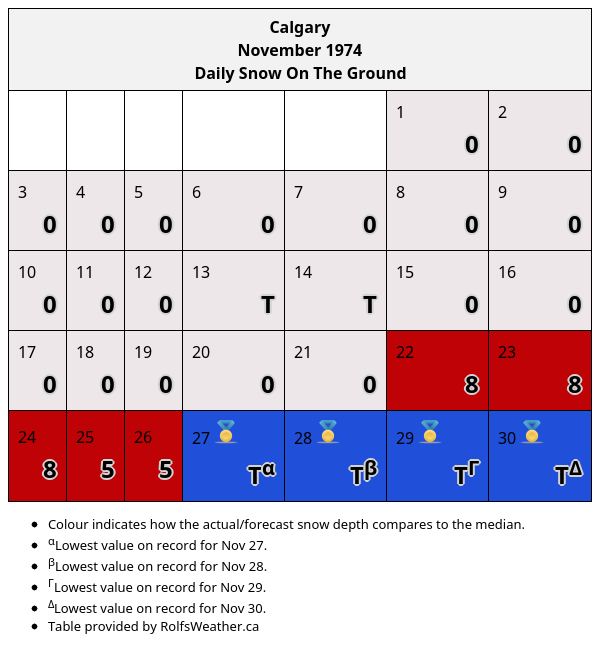 Calgary
November 1974
Daily Snow On The Ground
1 2
0 0
3 4 5 6 7 8 9
0 0 0 0 0 0 0
10 11 12 13 14 15 16
0 0 0 T T 0 0
17 18 19 20 21 22 23
0 0 0 0 0 8 8
24 25 26 27 28 29 30
8 5 5 Tα Tβ TΓ TΔ
Colour indicates how the actual/forecast snow depth compares to the median.
αLowest value on record for Nov 27.
βLowest value on record for Nov 28.
ΓLowest value on record for Nov 29.
ΔLowest value on record for Nov 30.
Table provided by RolfsWeather.ca